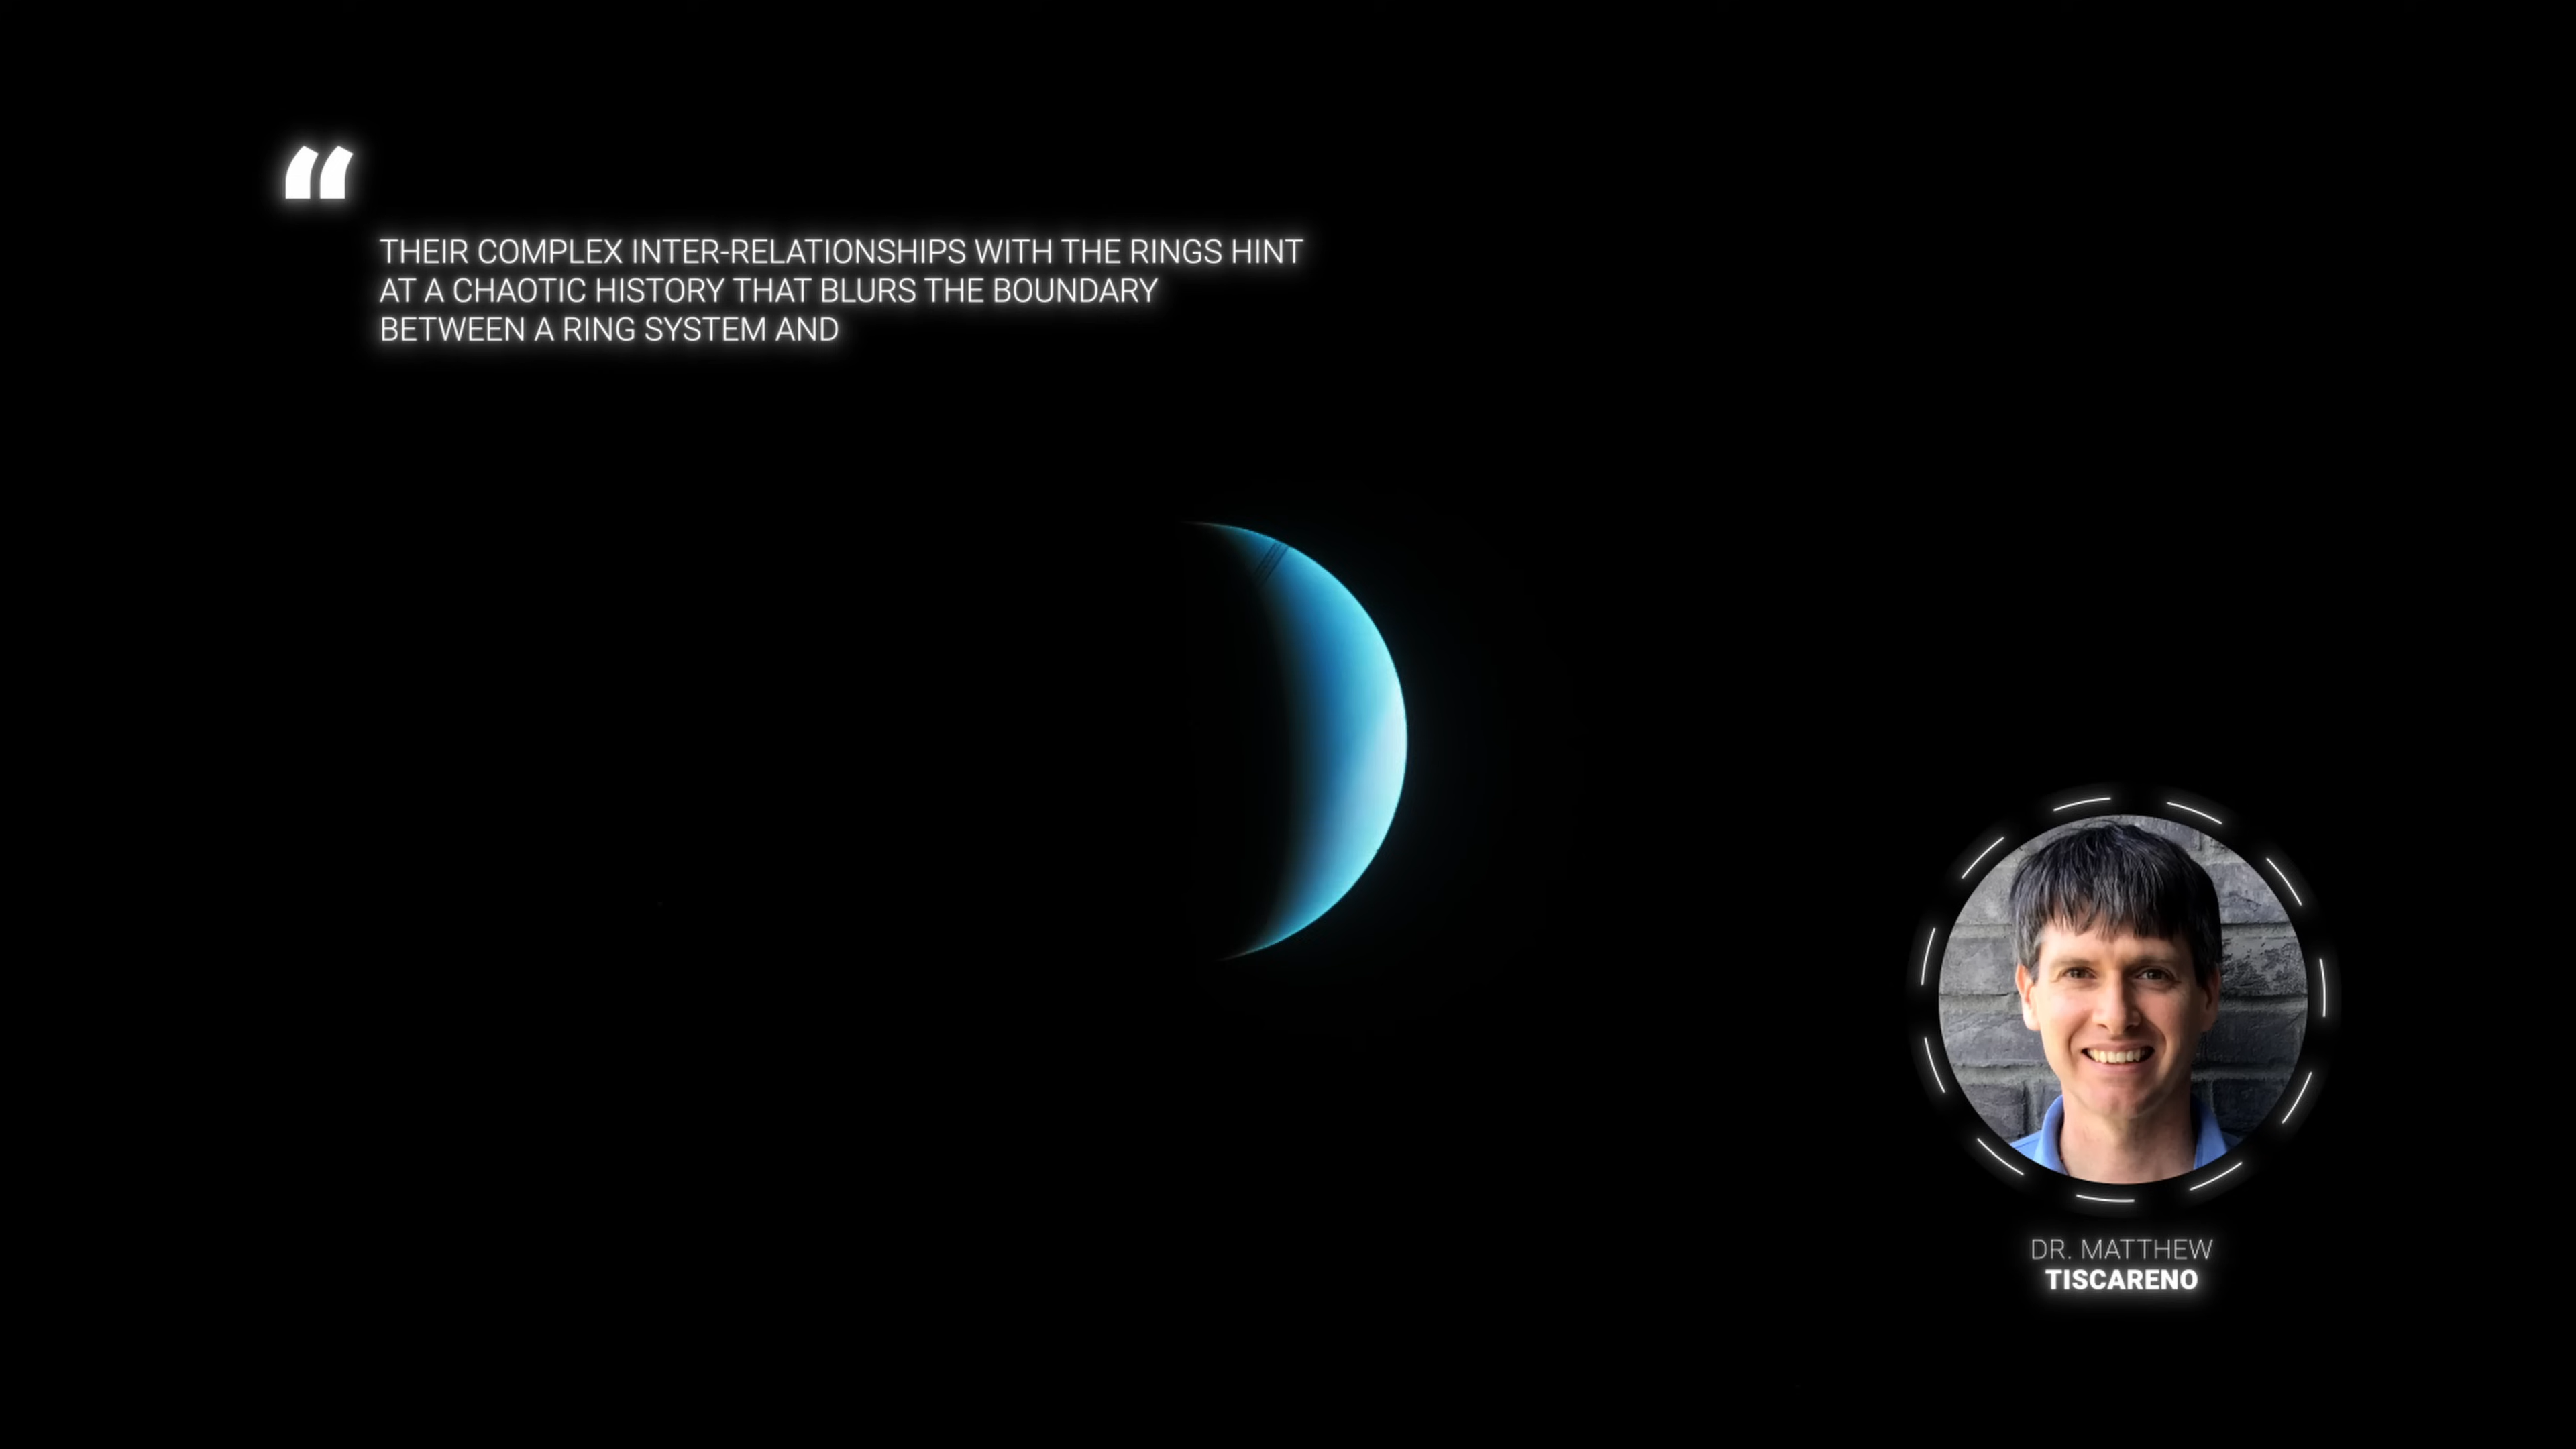 “
THEIR COMPLEX INTER-RELATIONSHIPS WITH THE RINGS HINT
AT A CHAOTIC HISTORY THAT BLURS THE BOUNDARY
BETWEEN A RING SYSTEM AND
DR. MATTHEW
TISCARENO